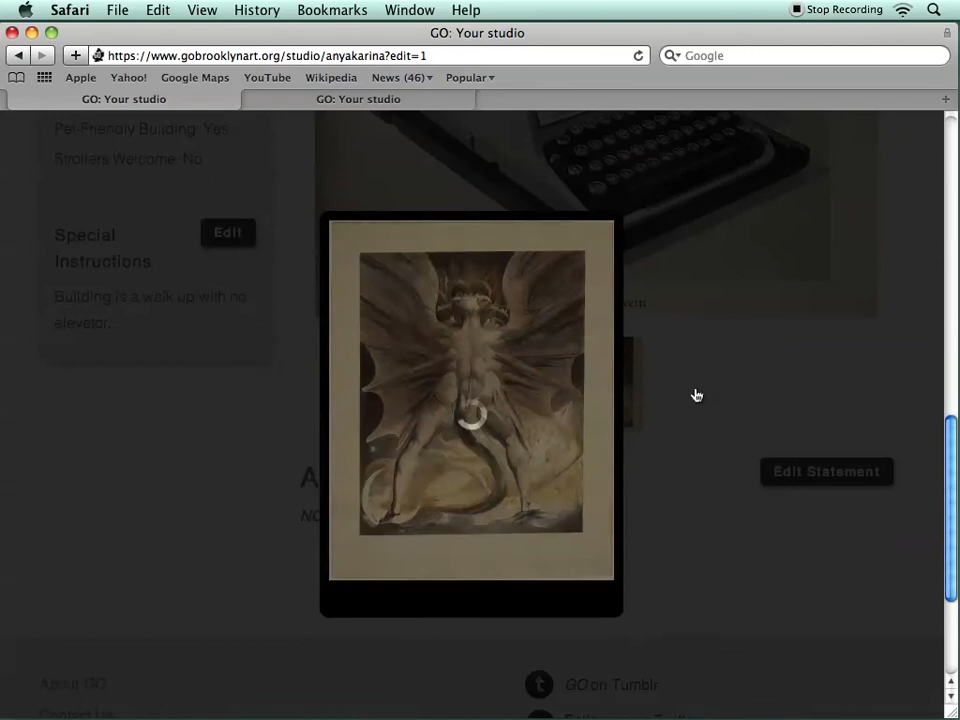 Safari File Edit View History Bookmarks Window Help Stop Recording
GO: Your studio
https://www.gobrooklynart.org/studio/anyakarina?edit=1 Google
Apple Yahoo! Google Maps YouTube Wikipedia News (46) Popular
GO: Your studio GO: Your studio
Pet-Friendly Building: Yes
Strollers Welcome: No
Special Instructions
Edit
Building is a walk up with no
elevator.
A
Edit Statement
About GO
GO on Tumblr
Contact Us